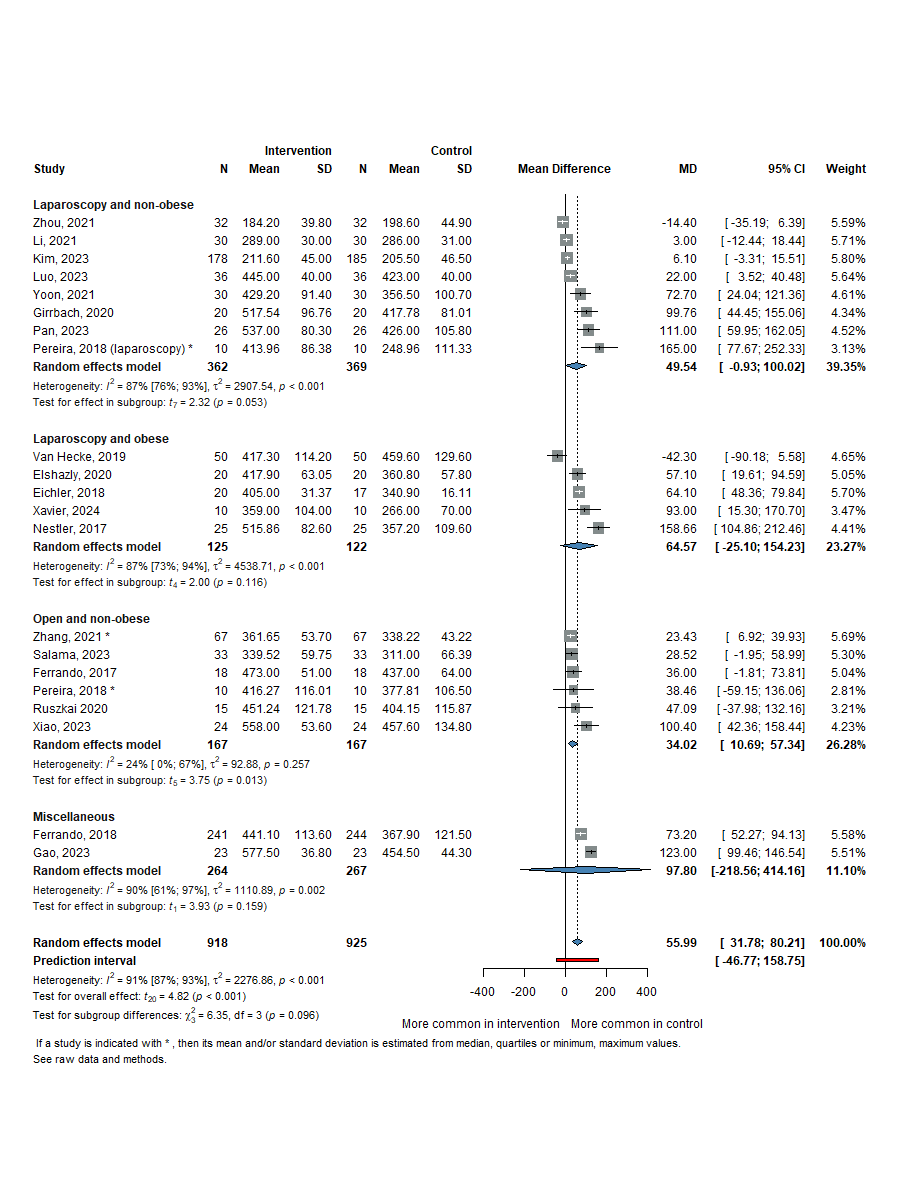 Intervention Control
Study N Mean SD N Mean SD Mean Difference MD 95% CI Weight
Laparoscopy and non-obese
Zhou, 2021 32 184.20 39.80 32 198.60 44.90 -14.40 [ -35.19; 6.39] 5.59%
Li, 2021 30 289.00 30.00 30 286.00 31.00 3.00 [ -12.44; 18.44] 5.71%
Kim, 2023 178 211.60 45.00 185 205.50 46.50 6.10 [ -3.31; 15.51] 5.80%
Luo, 2023 36 445.00 40.00 36 423.00 40.00 22.00 [ 3.52; 40.48] 5.64%
Yoon, 2021 30 429.20 91.40 30 356.50 100.70 72.70 [ 24.04; 121.36] 4.61%
Girrbach, 2020 20 517.54 96.76 20 417.78 81.01 99.76 [ 44.45; 155.06] 4.34%
Pan, 2023 26 537.00 80.30 26 426.00 105.80 111.00 [ 59.95; 162.05] 4.52%
Pereira, 2018 (laparoscopy) * 10 413.96 86.38 10 248.96 111.33 165.00 [ 77.67; 252.33] 3.13%
Random effects model 362 369 49.54 [ -0.93; 100.02] 39.35%
Heterogeneity: I² = 87% [76%; 93%], τ² = 2907.54, p < 0.001
Test for effect in subgroup: t₇ = 2.32 (p = 0.053)
Laparoscopy and obese
Van Hecke, 2019 50 417.30 114.20 50 459.60 129.60 -42.30 [ -90.18; 5.58] 4.65%
Elshazly, 2020 20 417.90 63.05 20 360.80 57.80 57.10 [ 19.61; 94.59] 5.05%
Eichler, 2018 20 405.00 31.37 17 340.90 16.11 64.10 [ 48.36; 79.84] 5.70%
Xavier, 2024 10 359.00 104.00 10 266.00 70.00 93.00 [ 15.30; 170.70] 3.47%
Nestler, 2017 25 515.86 82.60 25 357.20 109.60 158.66 [ 104.86; 212.46] 4.41%
Random effects model 125 122 64.57 [ -25.10; 154.23] 23.27%
Heterogeneity: I² = 87% [73%; 94%], τ² = 4538.71, p < 0.001
Test for effect in subgroup: t₄ = 2.00 (p = 0.116)
Open and non-obese
Zhang, 2021 * 67 361.65 53.70 67 338.22 43.22 23.43 [ 6.92; 39.93] 5.69%
Salama, 2023 33 339.52 59.75 33 311.00 66.39 28.52 [ -1.95; 58.99] 5.30%
Ferrando, 2017 18 473.00 51.00 18 437.00 64.00 36.00 [ -1.81; 73.81] 5.04%
Pereira, 2018 * 10 416.27 116.01 10 377.81 106.50 38.46 [ -59.15; 136.06] 2.81%
Ruszkai 2020 15 451.24 121.78 15 404.15 115.87 47.09 [ -37.98; 132.16] 3.21%
Xiao, 2023 24 558.00 53.60 24 457.60 134.80 100.40 [ 42.36; 158.44] 4.23%
Random effects model 167 167 34.02 [ 10.69; 57.34] 26.28%
Heterogeneity: I² = 24% [ 0%; 67%], τ² = 92.88, p = 0.257
Test for effect in subgroup: t₅ = 3.75 (p = 0.013)
Miscellaneous
Ferrando, 2018 241 441.10 113.60 244 367.90 121.50 73.20 [ 52.27; 94.13] 5.58%
Gao, 2023 23 577.50 36.80 23 454.50 44.30 123.00 [ 99.46; 146.54] 5.51%
Random effects model 264 267 97.80 [-218.56; 414.16] 11.10%
Heterogeneity: I² = 90% [61%; 97%], τ² = 1110.89, p = 0.002
Test for effect in subgroup: t₁ = 3.93 (p = 0.159)
Random effects model 918 925 55.99 [ 31.78; 80.21] 100.00%
Prediction interval [ -46.77; 158.75]
Heterogeneity: I² = 91% [87%; 93%], τ² = 2276.86, p < 0.001
Test for overall effect: t₂₀ = 4.82 (p < 0.001)
Test for subgroup differences: χ²₃ = 6.35, df = 3 (p = 0.096)
-400 -200 0 200 400
More common in intervention More common in control
If a study is indicated with * , then its mean and/or standard deviation is estimated from median, quartiles or minimum, maximum values.
See raw data and methods.